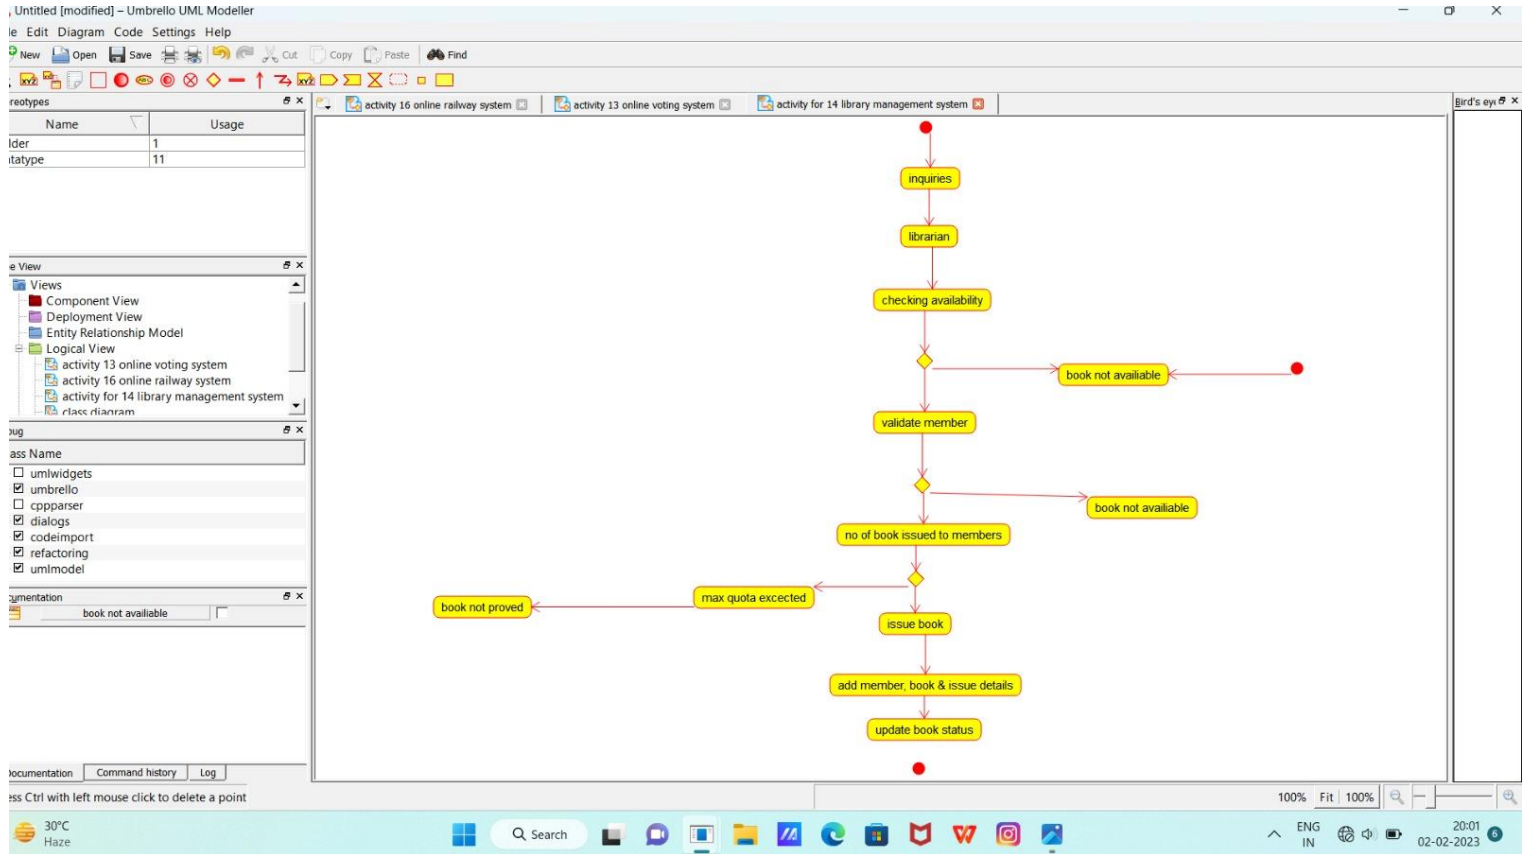 Untitled [modified] – Umbrello UML Modeller
le Edit Diagram Code Settings Help
New Open Save Cut Copy Paste Find
reotypes
activity 16 online railway system activity 13 online voting system activity for 14 library management system
Bird's eye
Name Usage
lder 1
tatype 11
e View
Views
Component View
Deployment View
Entity Relationship Model
Logical View
activity 13 online voting system
activity 16 online railway system
activity for 14 library management system
class diagram
bug
ass Name
umlwidgets
umbrello
cppparser
dialogs
codeimport
refactoring
umlmodel
cumentation
book not available
inquiries
librarian
checking availability
book not availiable
validate member
book not availiable
no of book issued to members
max quota excected
book not proved
issue book
add member, book & issue details
update book status
Documentation Command history Log
ess Ctrl with left mouse click to delete a point
100% Fit 100%
30°C
Haze
Search
ENG
IN
20:01
02-02-2023
6